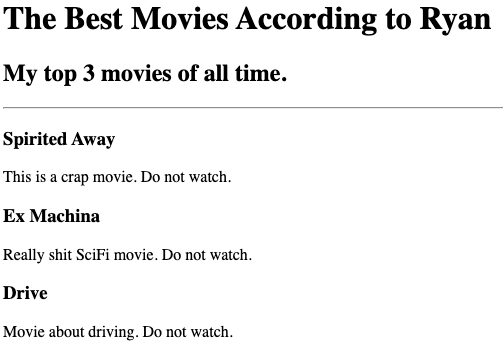 The Best Movies According to Ryan
My top 3 movies of all time.
Spirited Away
This is a crap movie. Do not watch.
Ex Machina
Really shit SciFi movie. Do not watch.
Drive
Movie about driving. Do not watch.